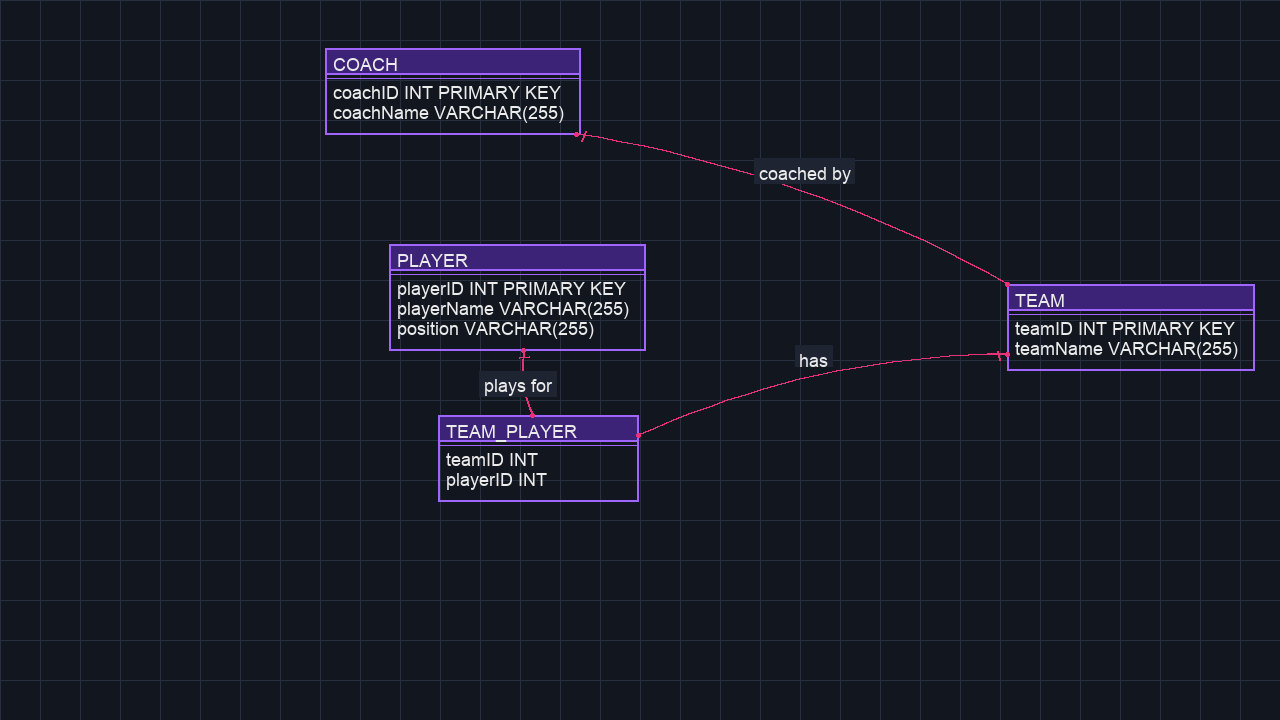 COACH
coachID INT PRIMARY KEY
coachName VARCHAR(255)
coached by
PLAYER
playerID INT PRIMARY KEY
playerName VARCHAR(255)
position VARCHAR(255)
TEAM
teamID INT PRIMARY KEY
teamName VARCHAR(255)
has
plays for
TEAM_PLAYER
teamID INT
playerID INT